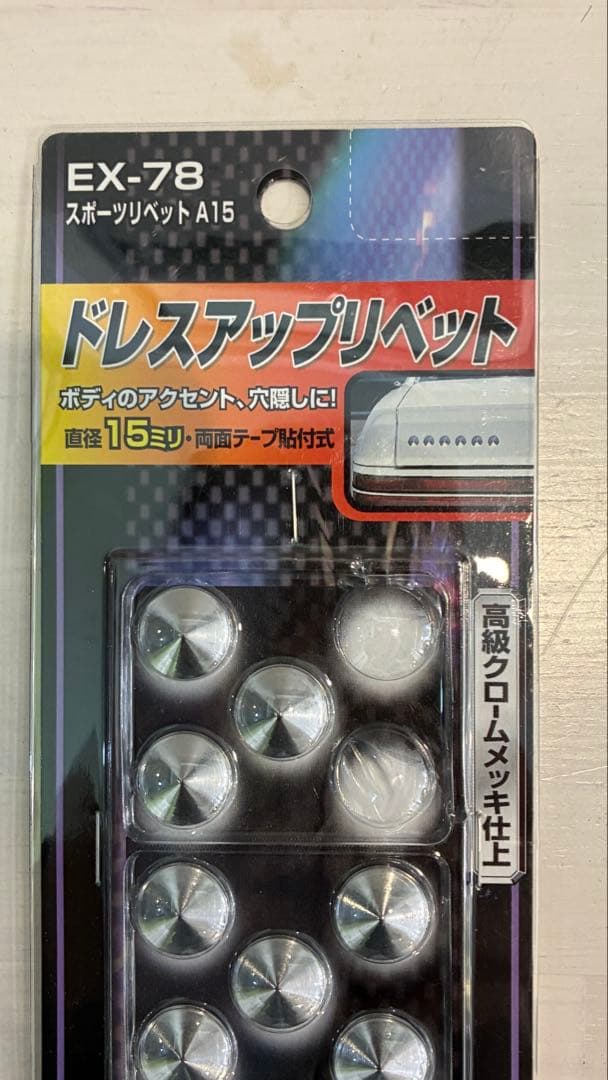 EX-78
スポーツリベット A15
ドレスアップリベット
ボディのアクセント、穴隠しに!
直径15ミリ・両面テープ貼付式
高級クロームメッキ仕上